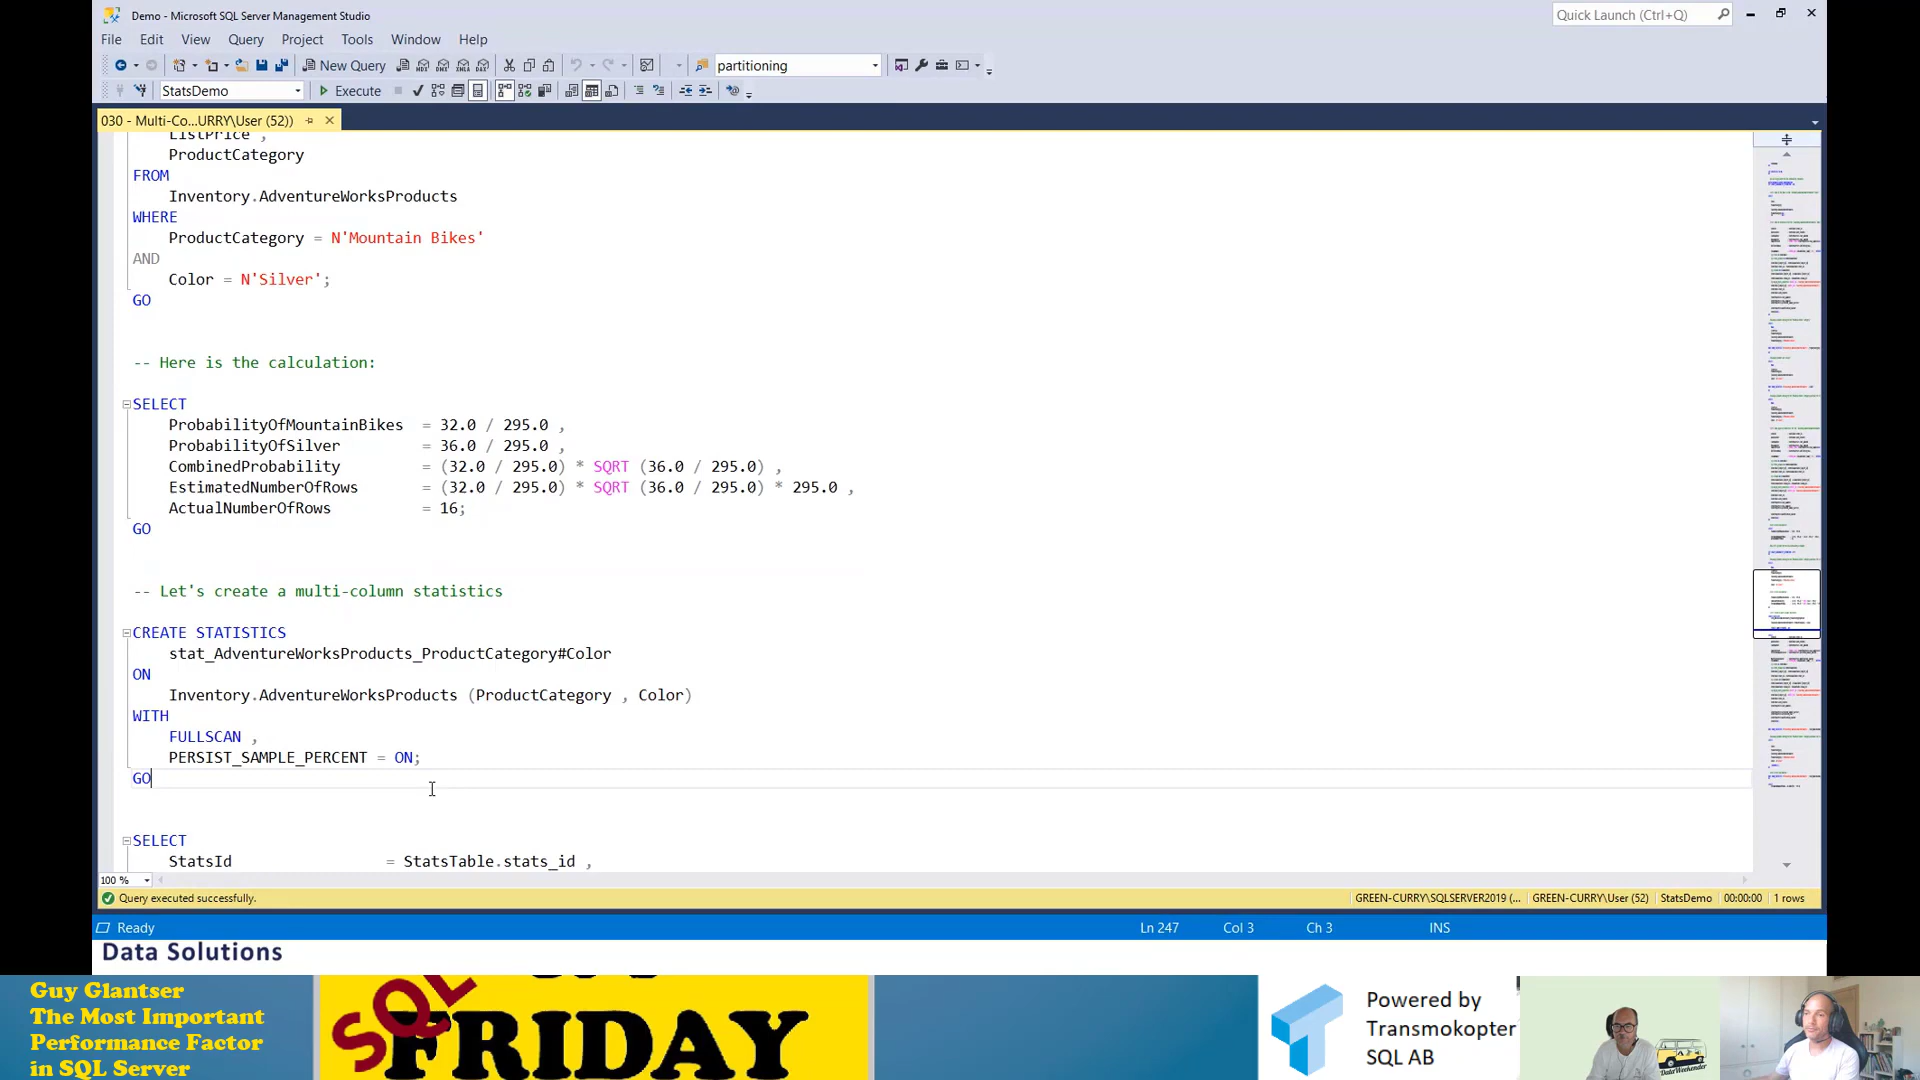 Demo - Microsoft SQL Server Management Studio
Quick Launch (Ctrl+Q)
File Edit View Query Project Tools Window Help
New Query
partitioning
StatsDemo
Execute
030 - Multi-Co...URRY\User (52))
ListPrice ,
ProductCategory
FROM
Inventory.AdventureWorksProducts
WHERE
ProductCategory = N'Mountain Bikes'
AND
Color = N'Silver';
GO
-- Here is the calculation:
SELECT
ProbabilityOfMountainBikes = 32.0 / 295.0 ,
ProbabilityOfSilver = 36.0 / 295.0 ,
CombinedProbability = (32.0 / 295.0) * SQRT (36.0 / 295.0) ,
EstimatedNumberOfRows = (32.0 / 295.0) * SQRT (36.0 / 295.0) * 295.0 ,
ActualNumberOfRows = 16;
GO
-- Let's create a multi-column statistics
CREATE STATISTICS
stat_AdventureWorksProducts_ProductCategory#Color
ON
Inventory.AdventureWorksProducts (ProductCategory , Color)
WITH
FULLSCAN ,
PERSIST_SAMPLE_PERCENT = ON;
GO
SELECT
StatsId = StatsTable.stats_id ,
100 %
Query executed successfully.
GREEN-CURRY\SQLSERVER2019 (...
GREEN-CURRY\User (52)
StatsDemo
00:00:00
1 rows
Ready
Ln 247
Col 3
Ch 3
INS
Data Solutions
Guy Glantser
The Most Important
Performance Factor
in SQL Server
SQL
FRIDAY
Powered by
Transmokopter
SQL AB
DataWeekender